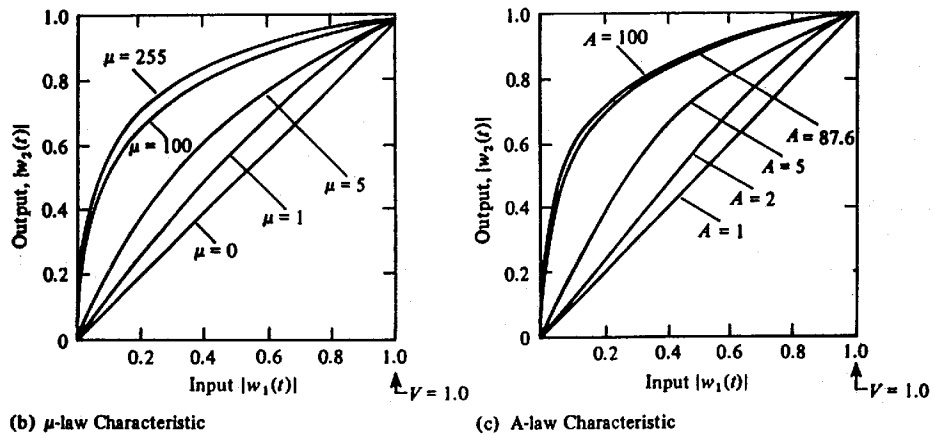 1.0
0.8
0.6
0.4
0.2
0
Output, |w₂(t)|
μ = 255
μ = 100
μ = 5
μ = 1
μ = 0
0.2
0.4
0.6
0.8
1.0
Input |w₁(t)|
V = 1.0
(b) μ-law Characteristic
1.0
0.8
0.6
0.4
0.2
0
Output, |w₂(t)|
A = 100
A = 87.6
A = 5
A = 2
A = 1
0.2
0.4
0.6
0.8
1.0
Input |w₁(t)|
V = 1.0
(c) A-law Characteristic